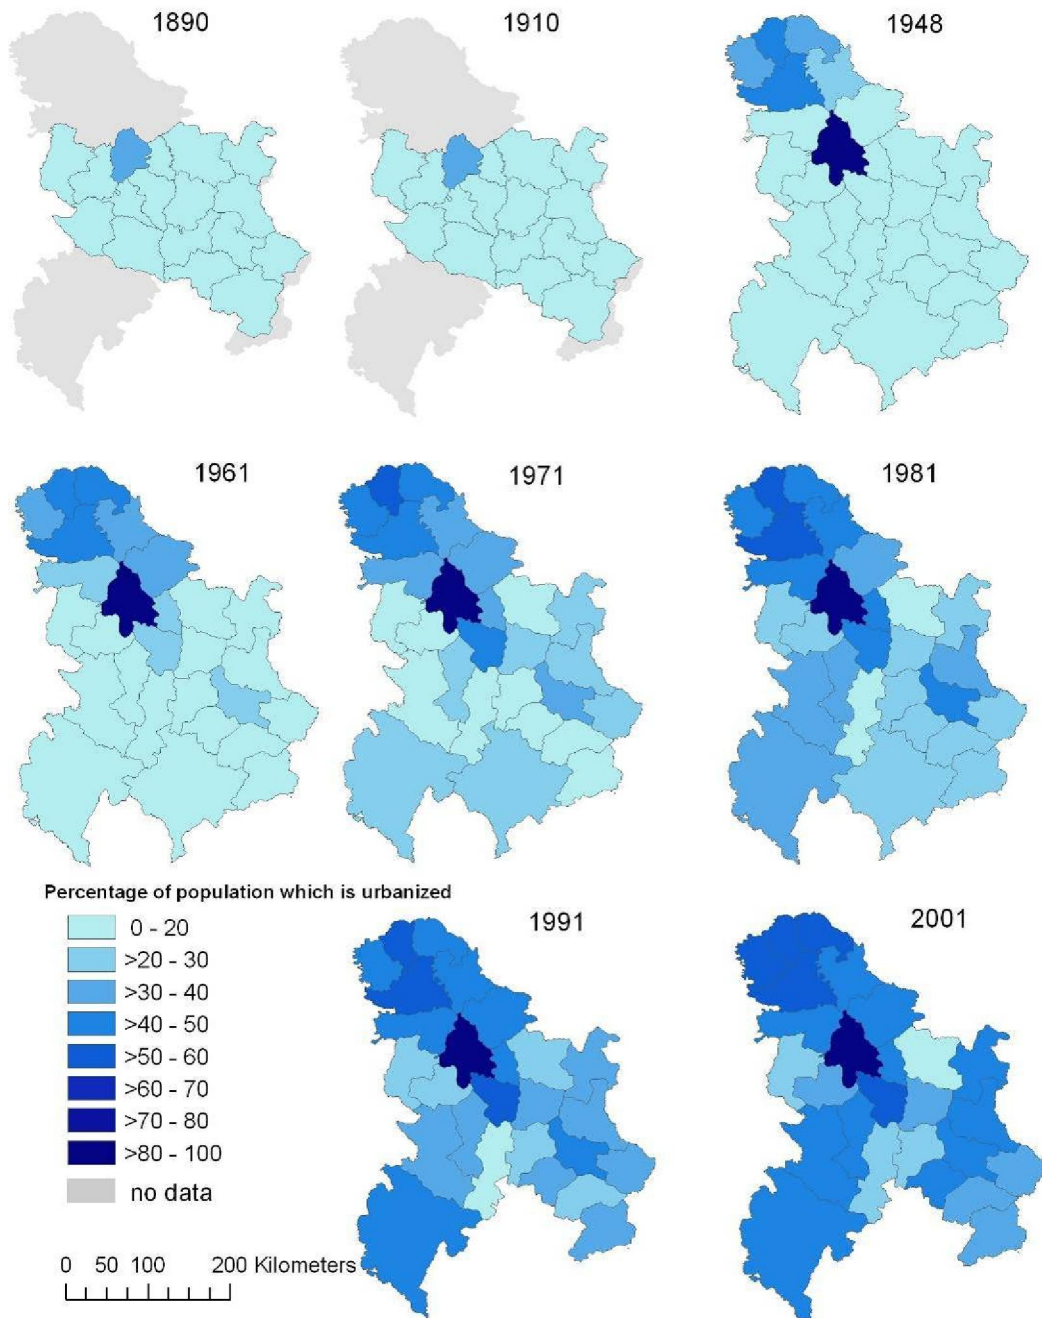 1890
1910
1948
1961
1971
1981
Percentage of population which is urbanized
0 - 20
>20 - 30
>30 - 40
>40 - 50
>50 - 60
>60 - 70
>70 - 80
>80 - 100
no data
1991
2001
0 50 100 200 Kilometers